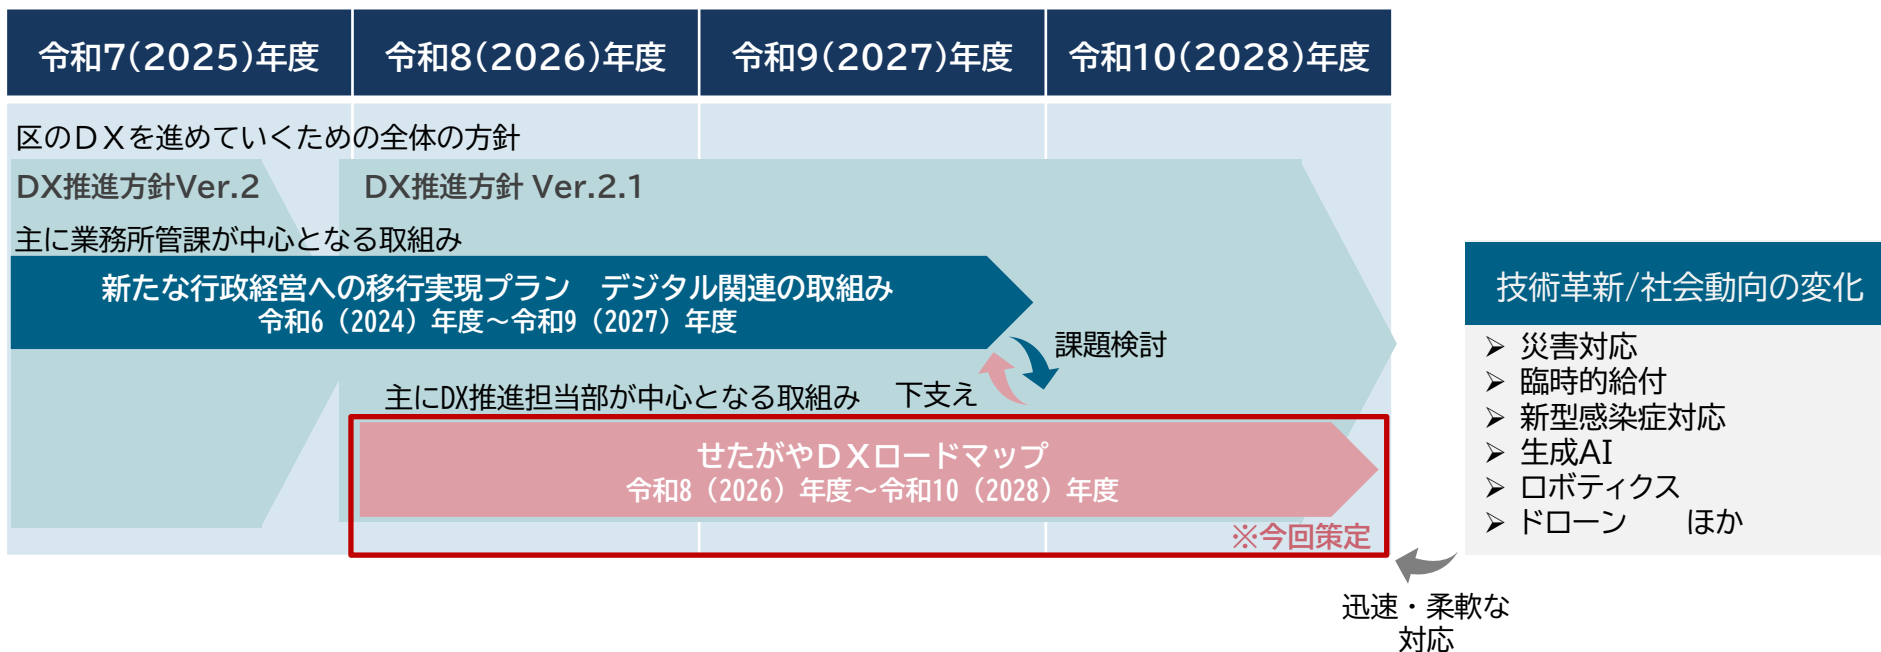 令和7(2025)年度
令和8(2026)年度
令和9(2027)年度
令和10(2028)年度
区のＤＸを進めていくための全体の方針
DX推進方針Ver.2
DX推進方針 Ver.2.1
主に業務所管課が中心となる取組み
新たな行政経営への移行実現プラン　デジタル関連の取組み
令和6（2024）年度～令和9（2027）年度
課題検討
下支え
主にDX推進担当部が中心となる取組み
せたがやＤＸロードマップ
令和8（2026）年度～令和10（2028）年度
※今回策定
技術革新/社会動向の変化
➢ 災害対応
➢ 臨時的給付
➢ 新型感染症対応
➢ 生成AI
➢ ロボティクス
➢ ドローン　　ほか
迅速・柔軟な
対応